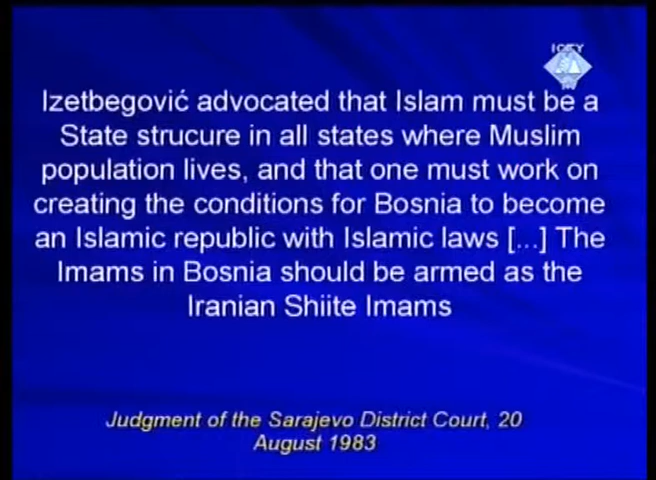 ICTY
Izetbegović advocated that Islam must be a
State strucure in all states where Muslim
population lives, and that one must work on
creating the conditions for Bosnia to become
an Islamic republic with Islamic laws [...] The
Imams in Bosnia should be armed as the
Iranian Shiite Imams
Judgment of the Sarajevo District Court, 20
August 1983